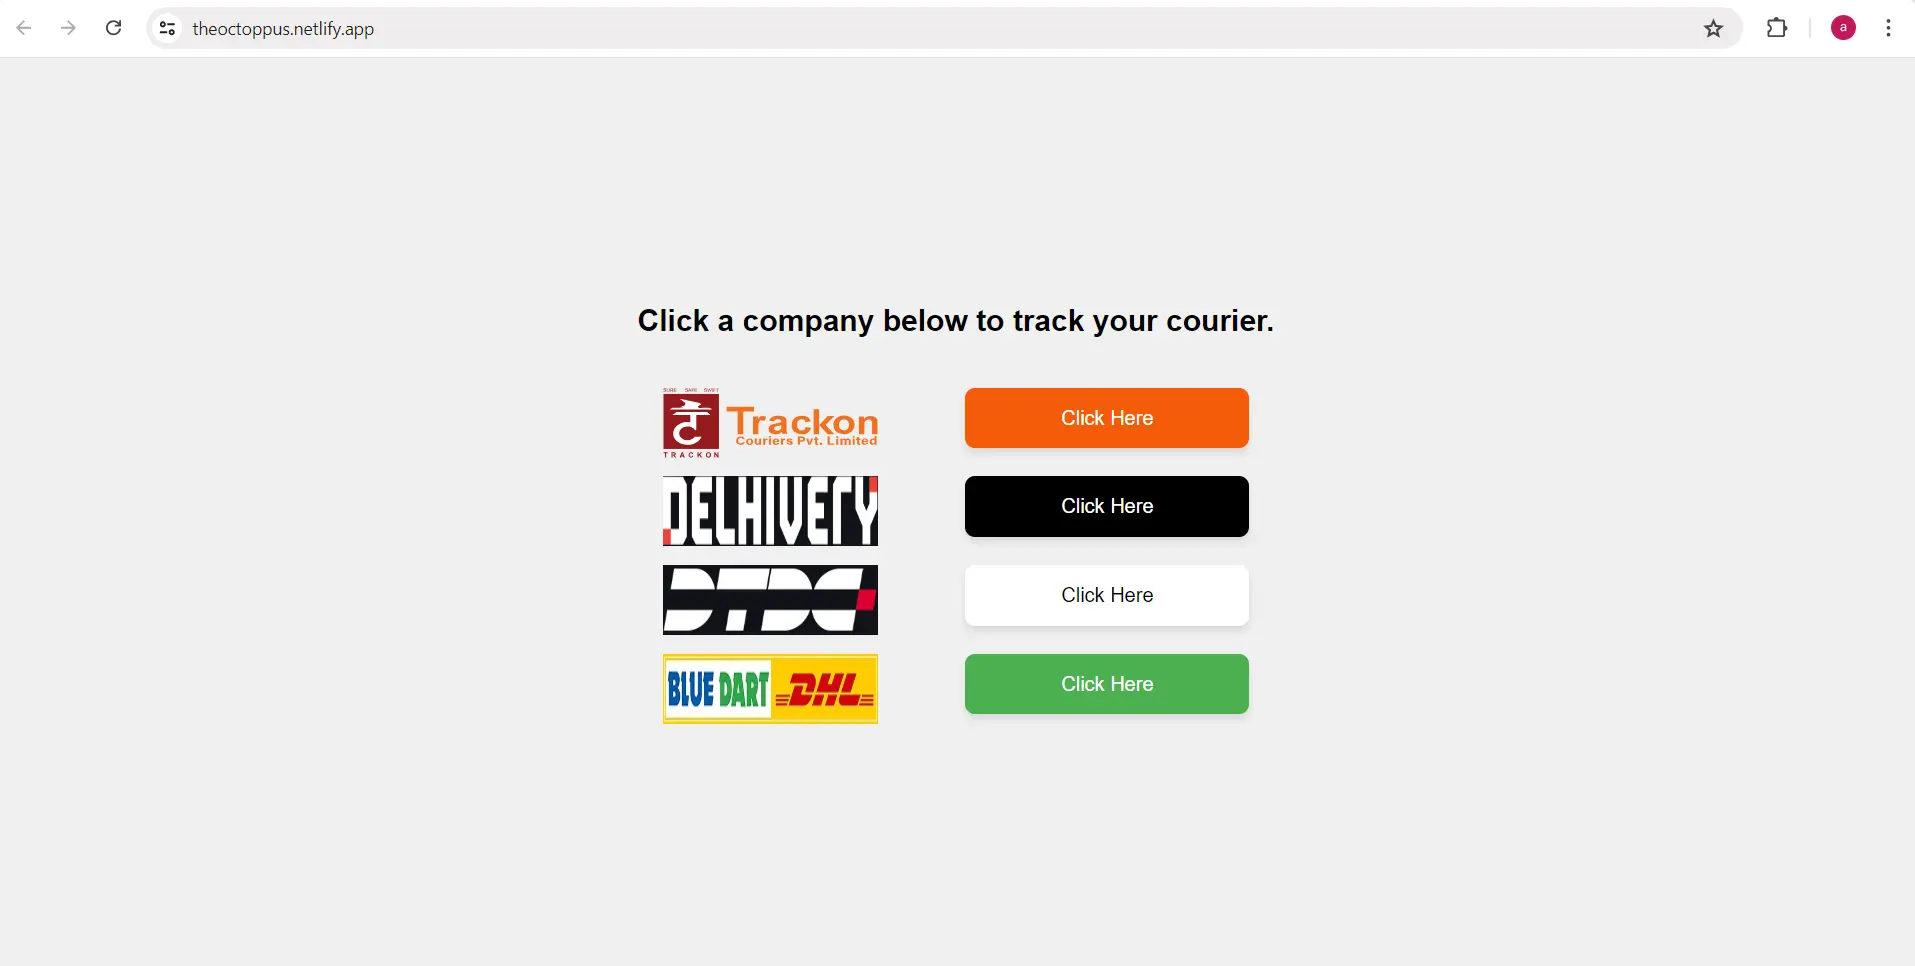 theoctoppus.netlify.app
a
Click a company below to track your courier.
SURE SAFE SWIFT
Trackon
Couriers Pvt. Limited
TRACKON
Click Here
DELHIVERY
Click Here
DTDC
Click Here
BLUE DART DHL
Click Here